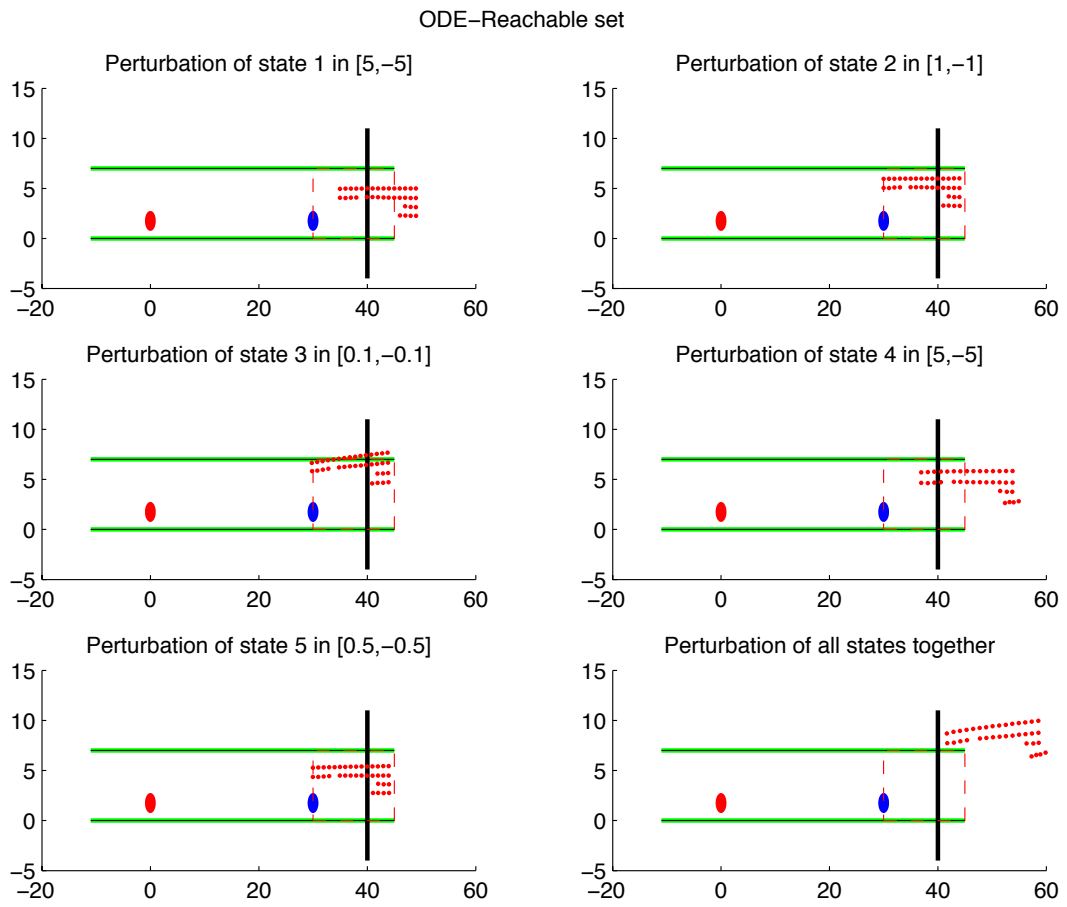 ODE−Reachable set
Perturbation of state 1 in [5,−5]
Perturbation of state 2 in [1,−1]
15
10
5
0
−5
−20 0 20 40 60
15
10
5
0
−5
−20 0 20 40 60
Perturbation of state 3 in [0.1,−0.1]
Perturbation of state 4 in [5,−5]
15
10
5
0
−5
−20 0 20 40 60
15
10
5
0
−5
−20 0 20 40 60
Perturbation of state 5 in [0.5,−0.5]
Perturbation of all states together
15
10
5
0
−5
−20 0 20 40 60
15
10
5
0
−5
−20 0 20 40 60